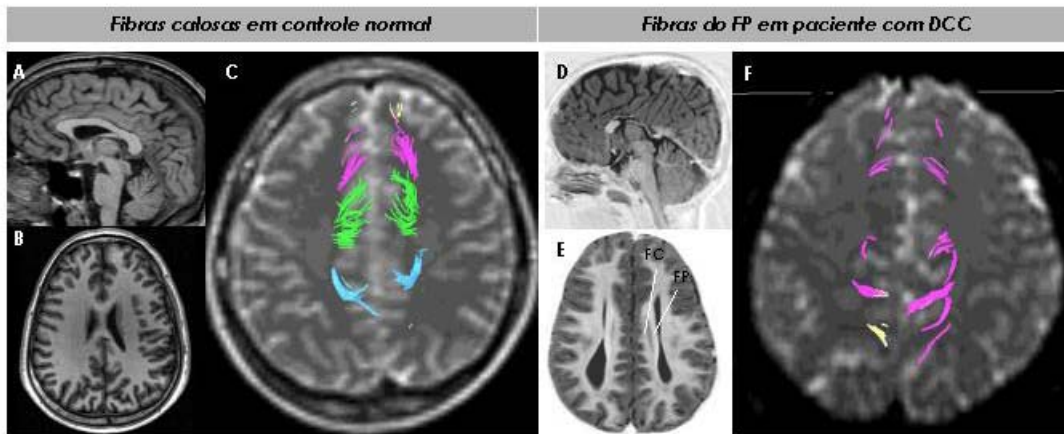 Fibras calosas em controle normal
Fibras do FP em paciente com DCC
A
B
C
D
E
FC
FP
F